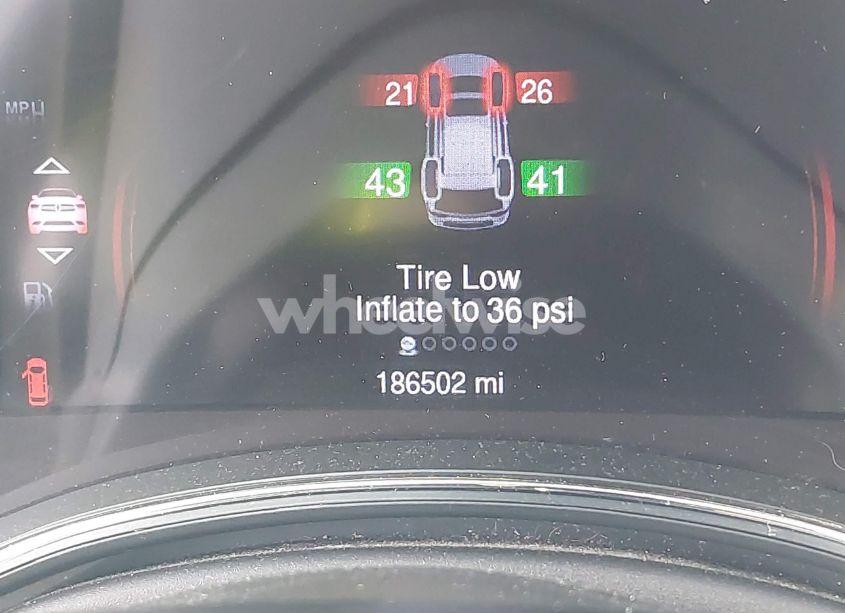 21 26
MPH
43 41
Tire Low
wheelwise
Inflate to 36 psi
186502 mi